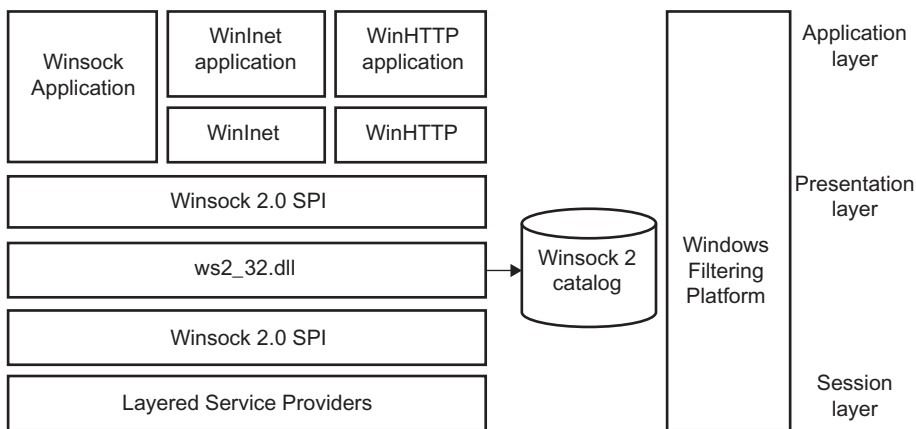 Winsock
Application
WinInet
application
WinHTTP
application
WinInet
WinHTTP
Winsock 2.0 SPI
ws2_32.dll
Winsock 2.0 SPI
Layered Service Providers
Winsock 2
catalog
Windows
Filtering
Platform
Application
layer
Presentation
layer
Session
layer